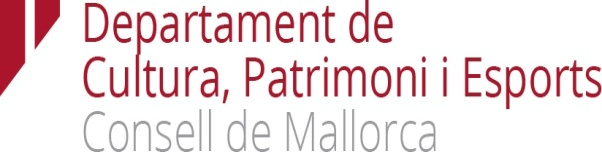 Departament de
Cultura, Patrimoni i Esports
Consell de Mallorca